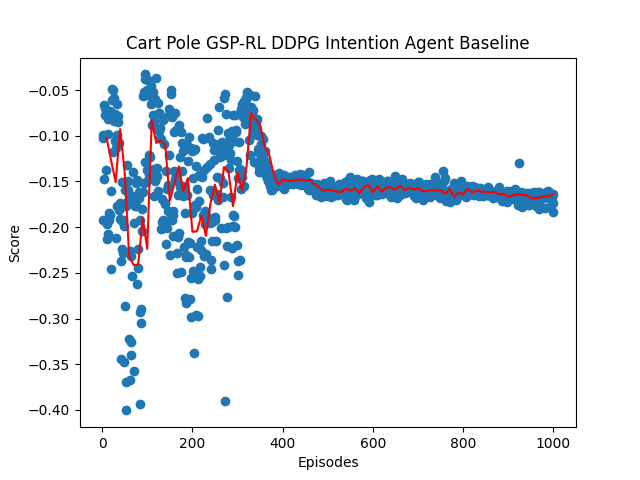 Cart Pole GSP-RL DDPG Intention Agent Baseline
−0.05
−0.10
−0.15
−0.20
−0.25
−0.30
−0.35
−0.40
Score
0 200 400 600 800 1000
Episodes